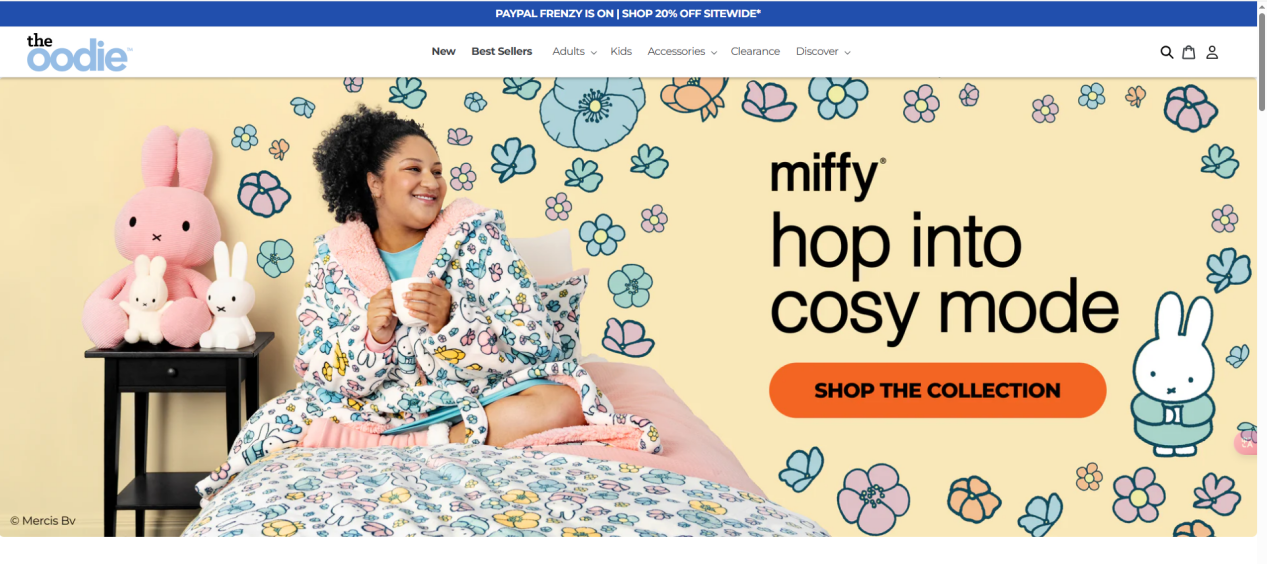 PAYPAL FRENZY IS ON | SHOP 20% OFF SITEWIDE*
the
oodie™
New Best Sellers Adults Kids Accessories Clearance Discover
miffy®
hop into
cosy mode
SHOP THE COLLECTION
© Mercis Bv